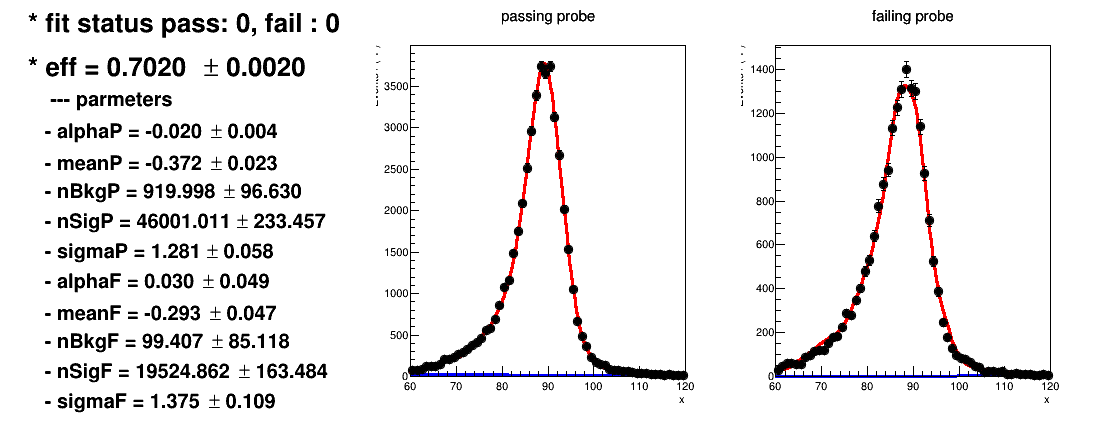 * fit status pass: 0, fail : 0
* eff = 0.7020 ± 0.0020
--- parmeters
- alphaP = -0.020 ± 0.004
- meanP = -0.372 ± 0.023
- nBkgP = 919.998 ± 96.630
- nSigP = 46001.011 ± 233.457
- sigmaP = 1.281 ± 0.058
- alphaF = 0.030 ± 0.049
- meanF = -0.293 ± 0.047
- nBkgF = 99.407 ± 85.118
- nSigF = 19524.862 ± 163.484
- sigmaF = 1.375 ± 0.109
passing probe
3500
3000
2500
2000
1500
1000
500
0
60 70 80 90 100 110 120
x
failing probe
1400
1200
1000
800
600
400
200
0
60 70 80 90 100 110 120
x